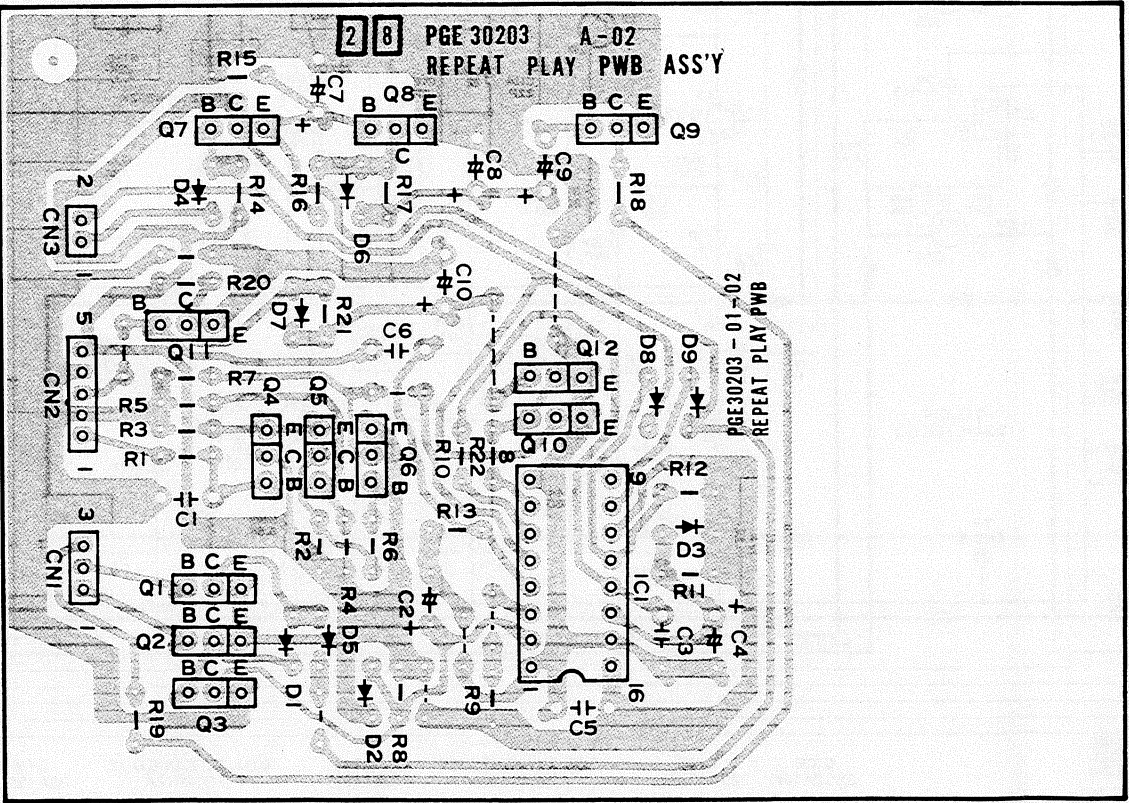 2 8 PGE 30203 A-02
REPEAT PLAY PWB ASS'Y
R15
C7
Q8
B C E
B E
B C E
Q7
+
Q9
C
C8
C9
2
D4
R14
R16
R17
+
+
R18
CN3
D6
1
R20
C10
B C
D7
R21
+
5
E
C6
Q11
D8
D9
PGE30203-01-02
REPEAT PLAY PWB
B Q12
E
CN2
R7
Q4
Q5
R5
R3
E
E
E
Q10
E
R1
C
C
Q6
R10
R22
8
9
R12
B
B
B
1
C1
R13
3
R2
R6
D3
CN1
B C E
Q1
R4
C2
IC1
R11
B C E
+
+
Q2
D5
C3
C4
1
B C E
D1
R9
1
16
Q3
R19
D2
R8
C5